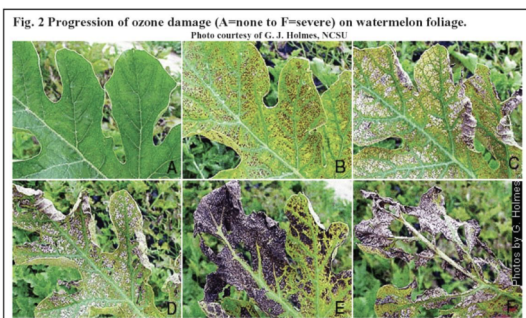 Fig. 2 Progression of ozone damage (A=none to F=severe) on watermelon foliage.
Photo courtesy of G. J. Holmes, NCSU
A
B
C
D
E
F
Photos by G. Holmes